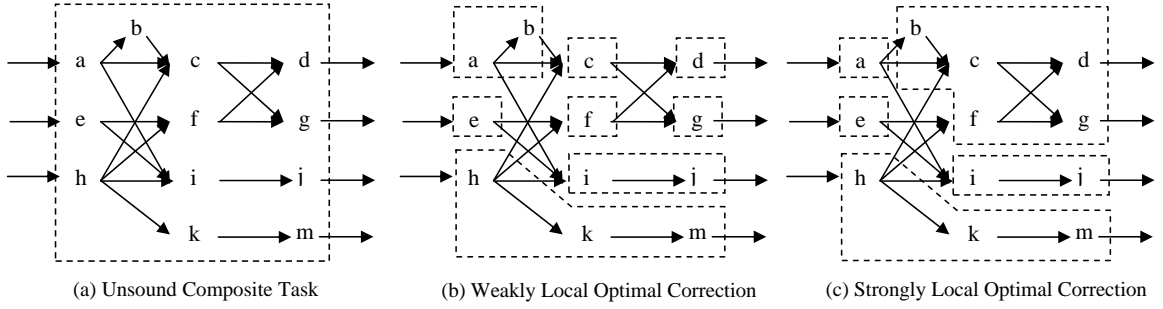 b b b
a c d a c d a c d
e f g e f g e f g
h i j h i j h i j
k m k m k m
(a) Unsound Composite Task (b) Weakly Local Optimal Correction (c) Strongly Local Optimal Correction